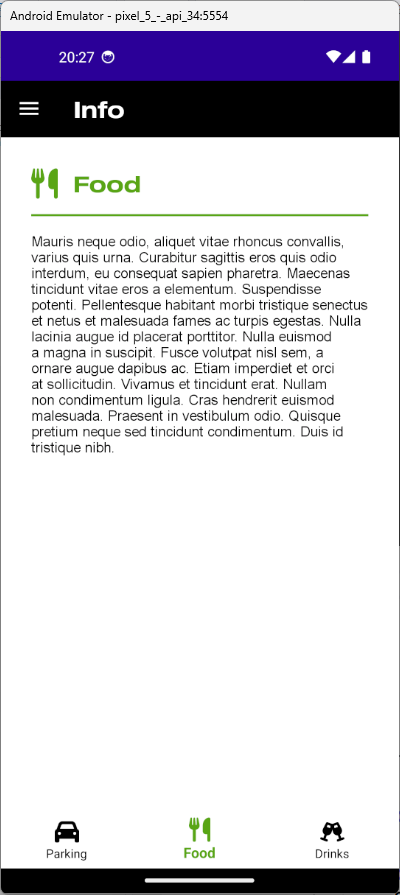 Android Emulator - pixel_5_-_api_34:5554
20:27
Info
Food
Mauris neque odio, aliquet vitae rhoncus convallis,
varius quis urna. Curabitur sagittis eros quis odio
interdum, eu consequat sapien pharetra. Maecenas
tincidunt vitae eros a elementum. Suspendisse
potenti. Pellentesque habitant morbi tristique senectus
et netus et malesuada fames ac turpis egestas. Nulla
lacinia augue id placerat porttitor. Nulla euismod
a magna in suscipit. Fusce volutpat nisl sem, a
ornare augue dapibus ac. Etiam imperdiet et orci
at sollicitudin. Vivamus et tincidunt erat. Nullam
non condimentum ligula. Cras hendrerit euismod
malesuada. Praesent in vestibulum odio. Quisque
pretium neque sed tincidunt condimentum. Duis id
tristique nibh.
Parking
Food
Drinks